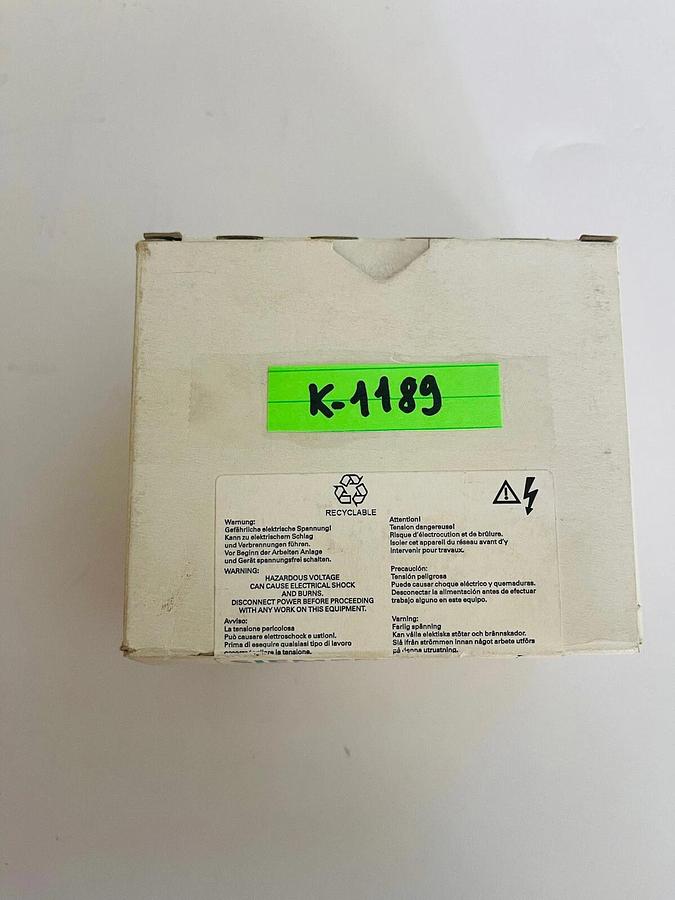 K-1189
RECYCLABLE
Warnung:
Gefährliche elektrische Spannung!
Kann zu elektrischem Schlag
und Verbrennungen führen.
Vor Beginn der Arbeiten Anlage
und Gerät spannungsfrei schalten.
WARNING:
HAZARDOUS VOLTAGE
CAN CAUSE ELECTRICAL SHOCK
AND BURNS.
DISCONNECT POWER BEFORE PROCEEDING
WITH ANY WORK ON THIS EQUIPMENT.
Avviso:
La tensione pericolosa
Può causare elettroshock e ustioni.
Prima di eseguire qualsiasi tipo di lavoro
la tensione.
Attention!
Tension dangereuse!
Risque d'électrocution et de brûlure.
Isoler cet appareil du réseau avant d'y
intervenir pour travaux.
Precaución:
Tensión peligrosa
Puede causar choque eléctrico y quemaduras.
Desconectar la alimentación antes de efectuar
trabajo alguno en este equipo.
Varning:
Farlig spänning
Kan välla elektiska stötar och brännskador.
Slå ifrån strömmen innan något arbete utförs
på denna utrustning.